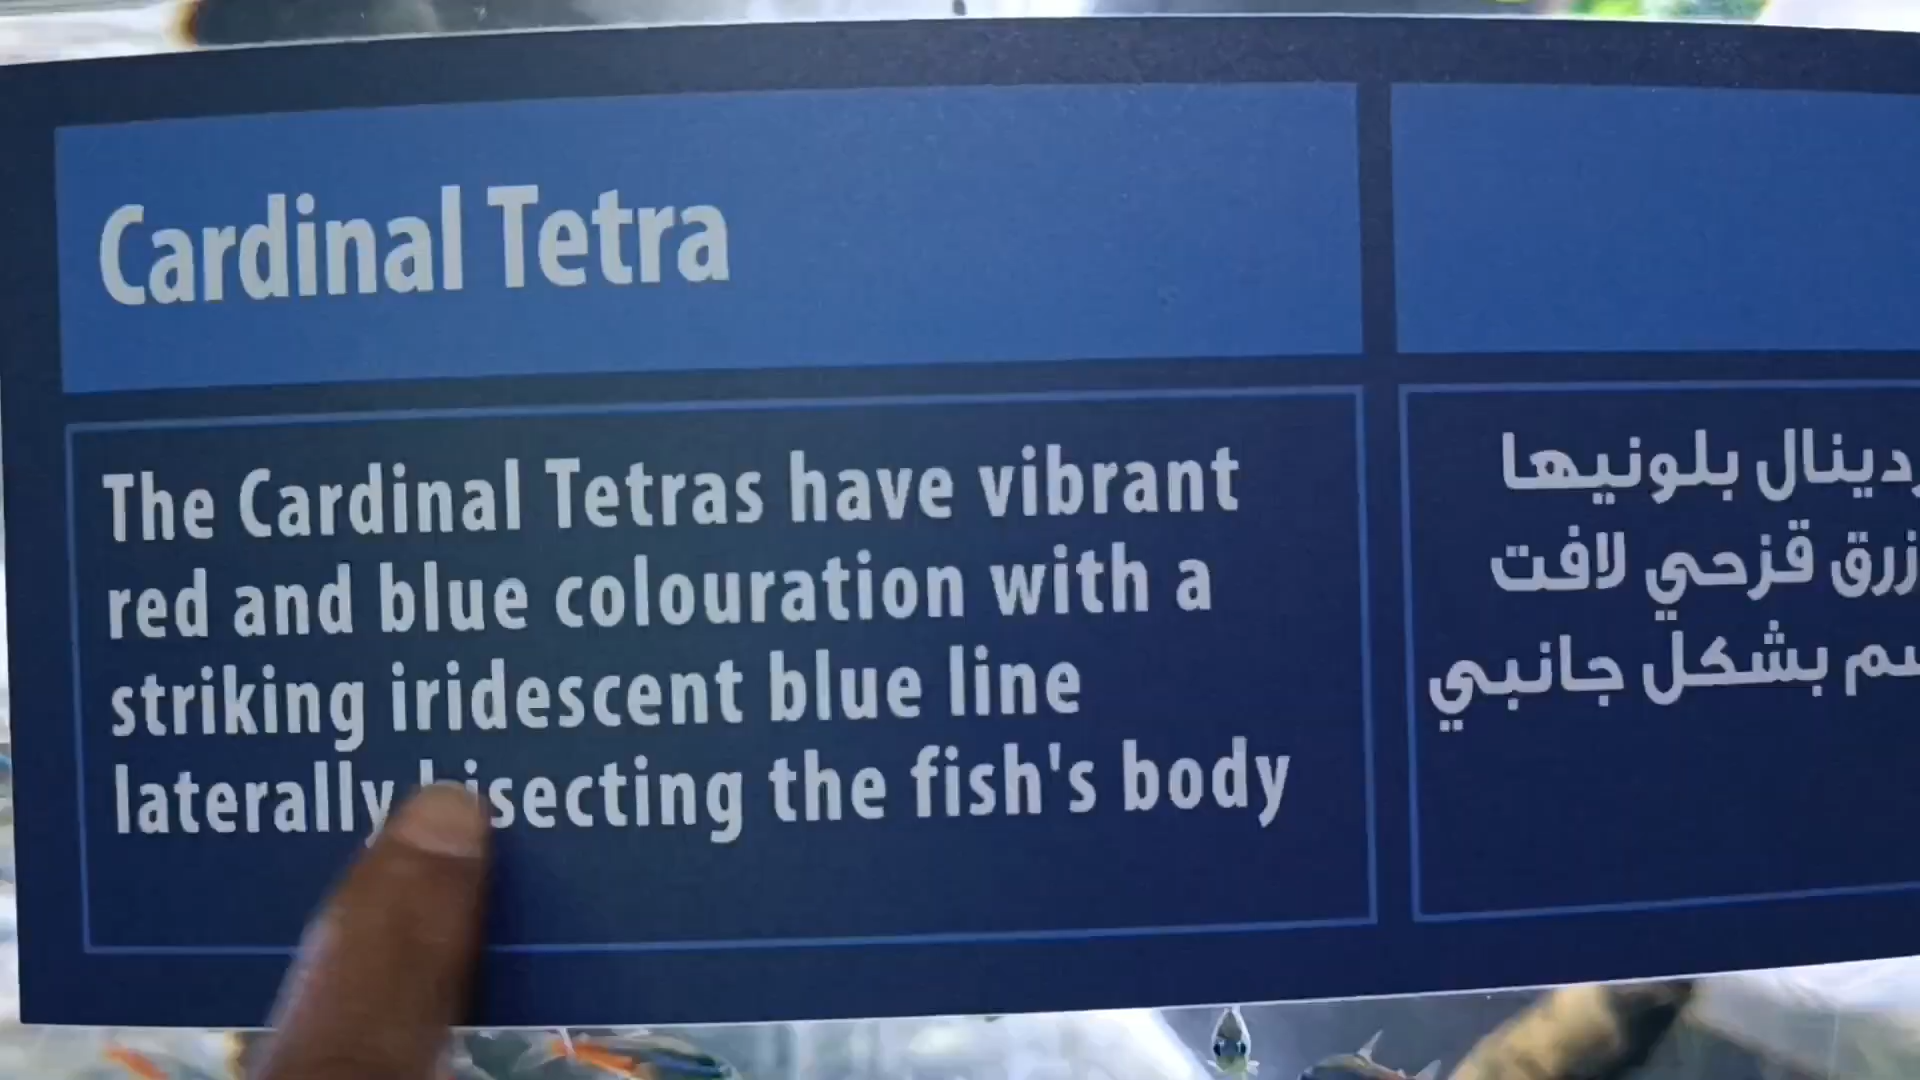 Cardinal Tetra
The Cardinal Tetras have vibrant
red and blue colouration with a
striking iridescent blue line
laterally bisecting the fish's body
بلونيها
قزحي لافت
بشكل جانبي